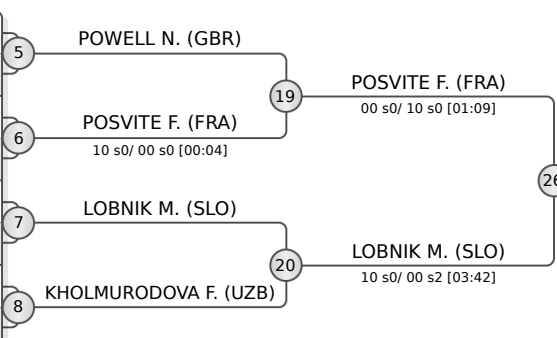 5
POWELL N. (GBR)
19
POSVITE F. (FRA)
00 s0/ 10 s0 [01:09]
6
POSVITE F. (FRA)
10 s0/ 00 s0 [00:04]
26
7
LOBNIK M. (SLO)
20
LOBNIK M. (SLO)
10 s0/ 00 s2 [03:42]
8
KHOLMURODOVA F. (UZB)